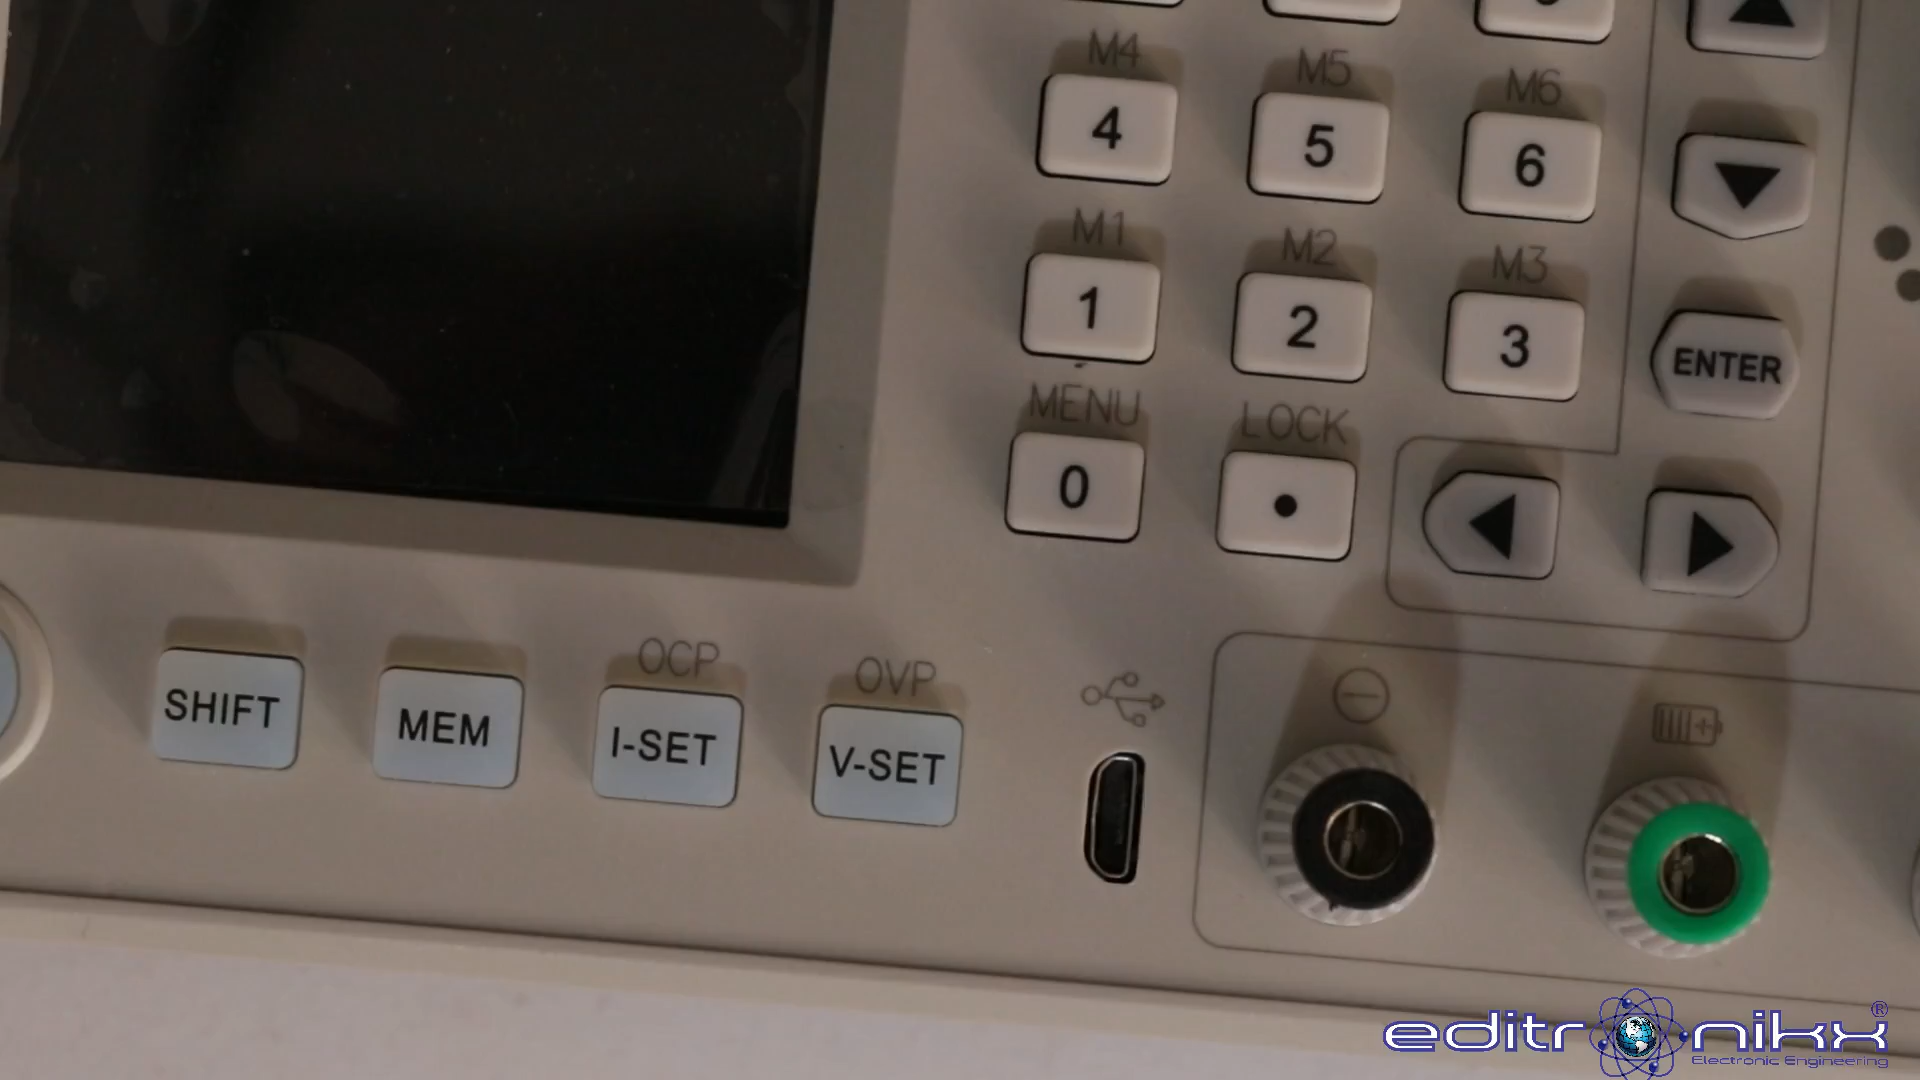 M4 M5 M6
4 5 6
M1 M2 M3
1 2 3 ENTER
MENU LOCK
0
OCP OVP
SHIFT MEM I-SET V-SET
editronikx®
Electronic Engineering